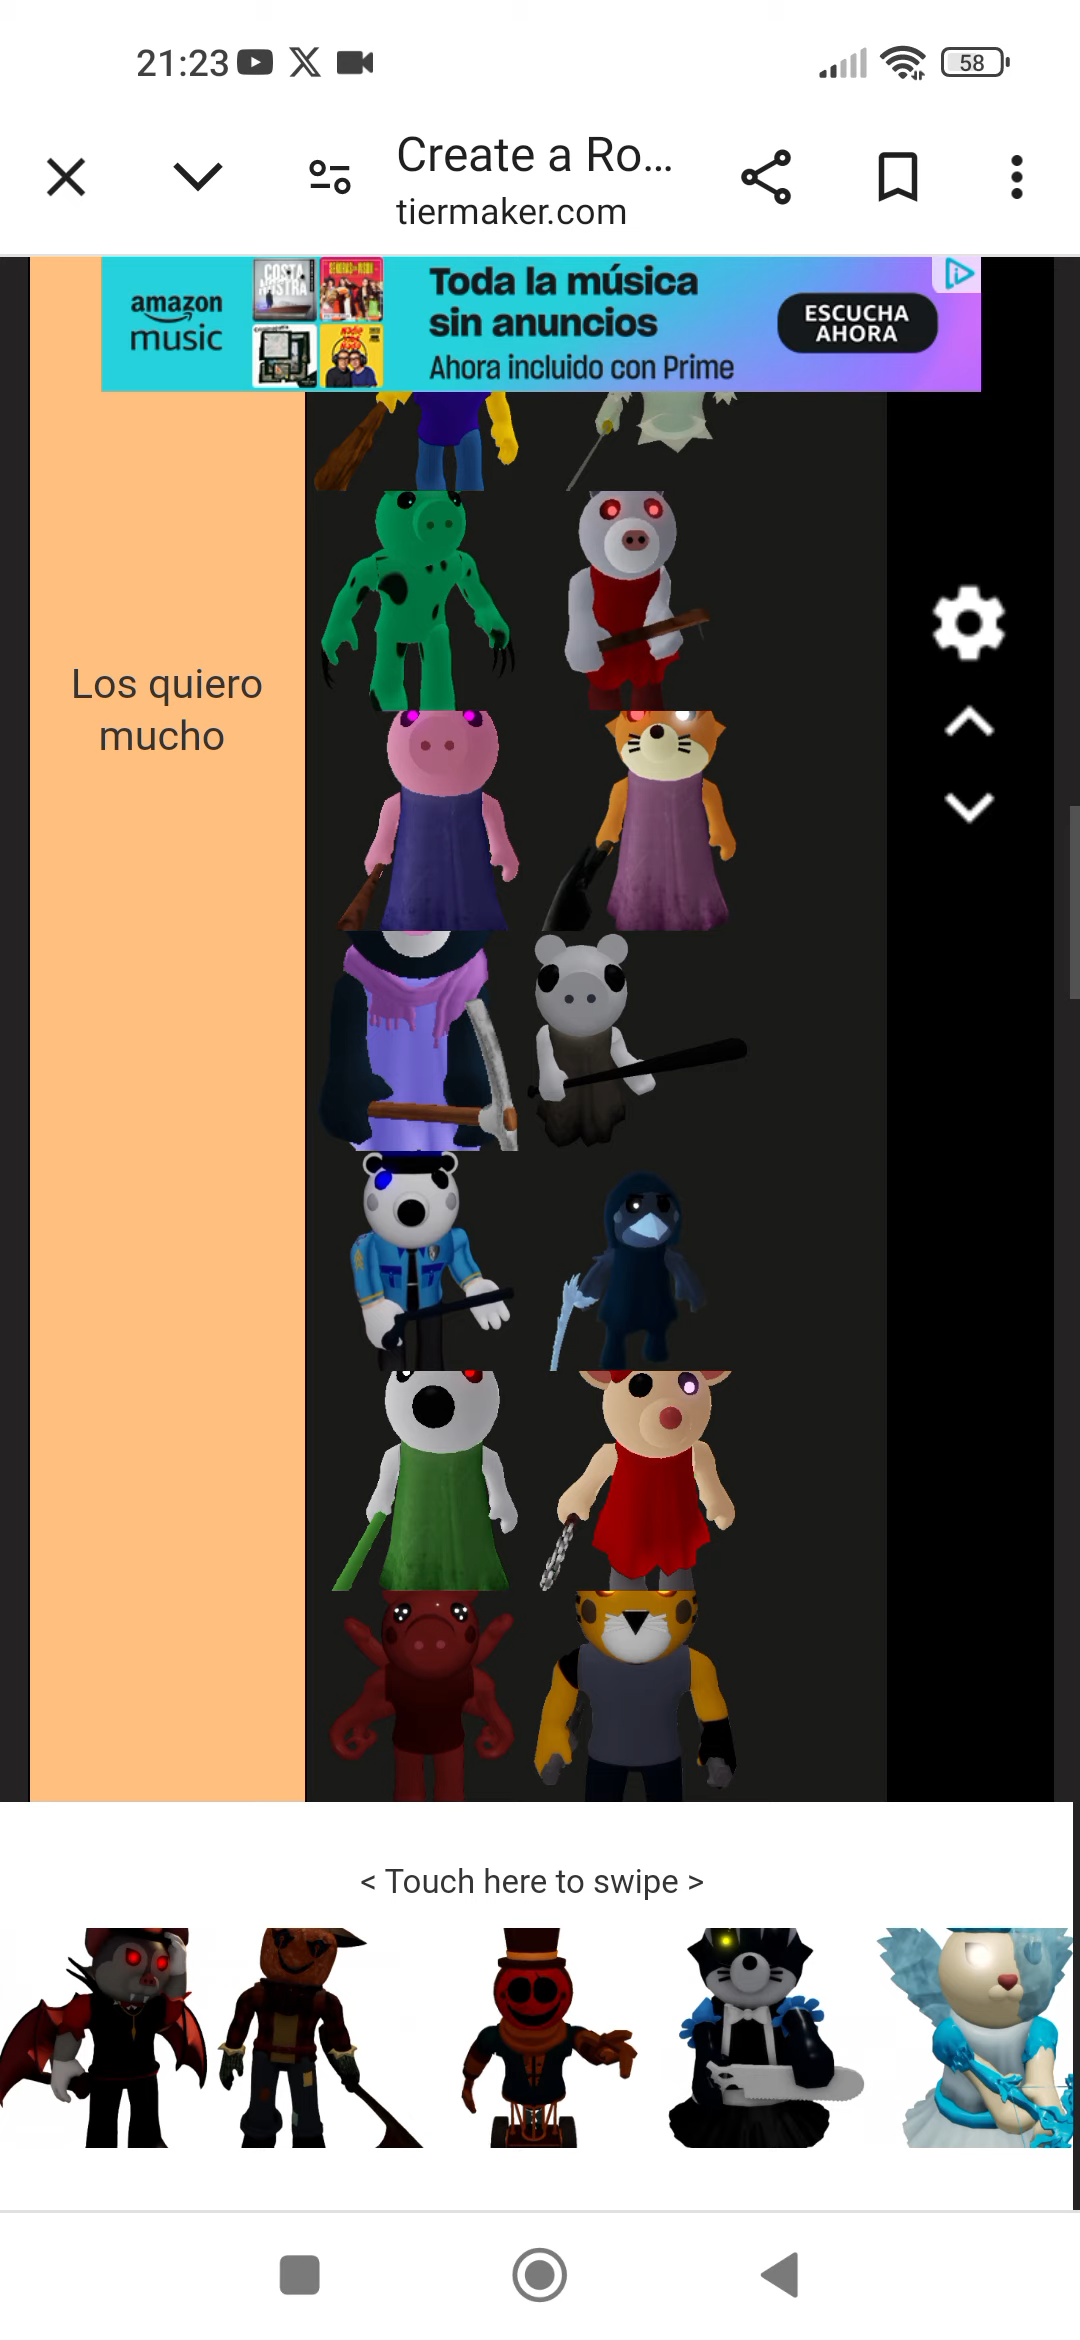 21:23
58
Create a Ro...
tiermaker.com
amazon
music
COSTA
Toda la música
sin anuncios
Ahora incluido con Prime
ESCUCHA
AHORA
Los quiero
mucho
< Touch here to swipe >